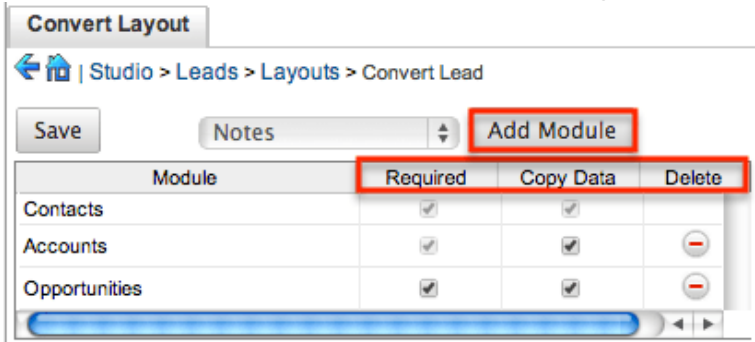 Convert Layout
| Studio > Leads > Layouts > Convert Lead
Save Notes Add Module
Module Required Copy Data Delete
Contacts
Accounts
Opportunities